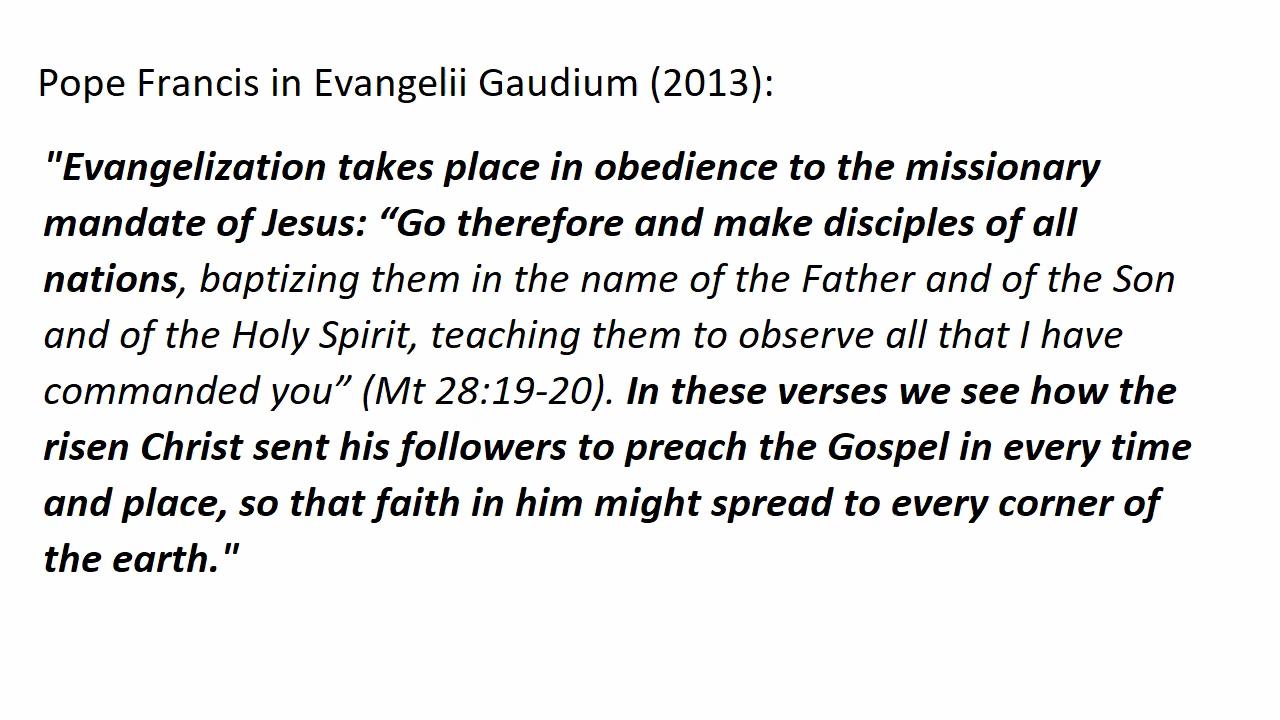 Pope Francis in Evangelii Gaudium (2013):
"Evangelization takes place in obedience to the missionary
mandate of Jesus: “Go therefore and make disciples of all
nations, baptizing them in the name of the Father and of the Son
and of the Holy Spirit, teaching them to observe all that I have
commanded you” (Mt 28:19-20). In these verses we see how the
risen Christ sent his followers to preach the Gospel in every time
and place, so that faith in him might spread to every corner of
the earth."